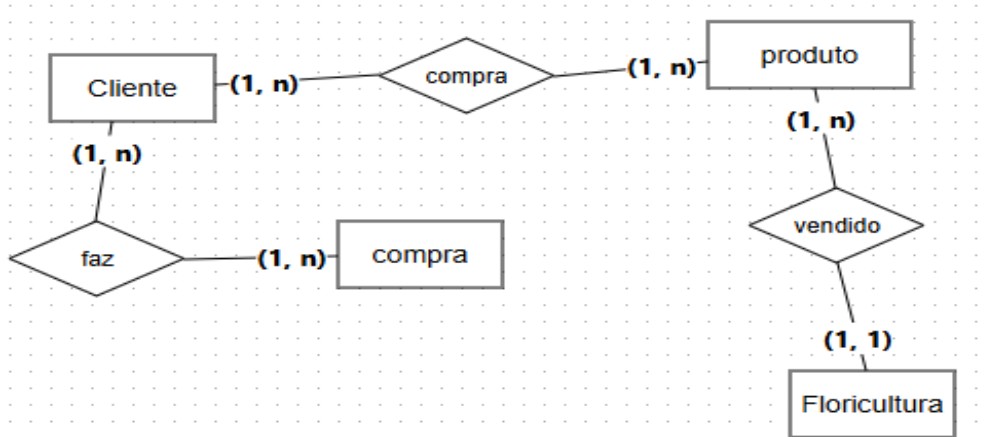 Cliente
(1, n)
compra
(1, n)
produto
(1, n)
(1, n)
faz
(1, n)
compra
vendido
(1, 1)
Floricultura